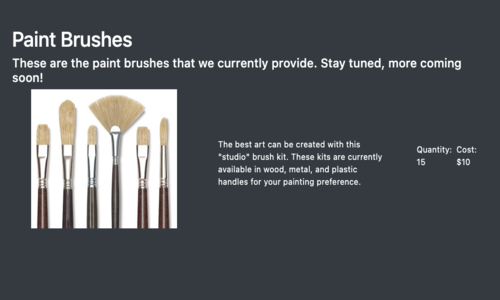 Paint Brushes
These are the paint brushes that we currently provide. Stay tuned, more coming
soon!
The best art can be created with this
"studio" brush kit. These kits are currently
available in wood, metal, and plastic
handles for your painting preference.
Quantity: Cost:
15 $10